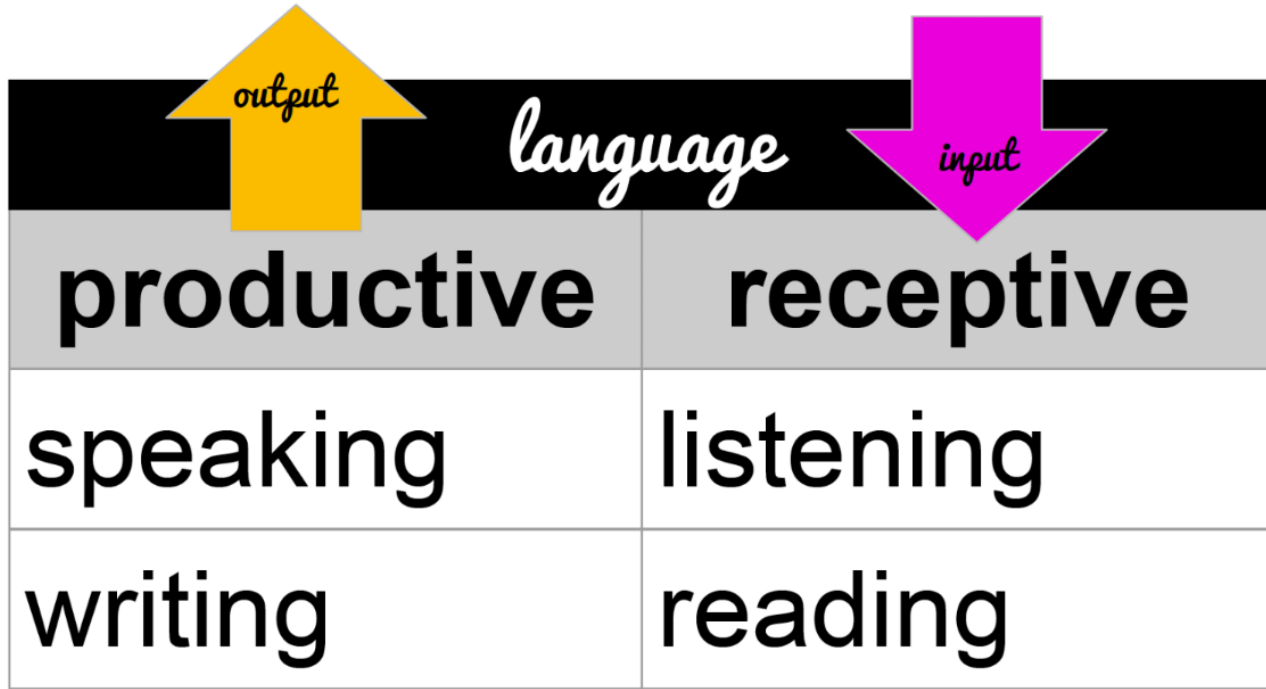 output
language
input
productive receptive
speaking listening
writing reading